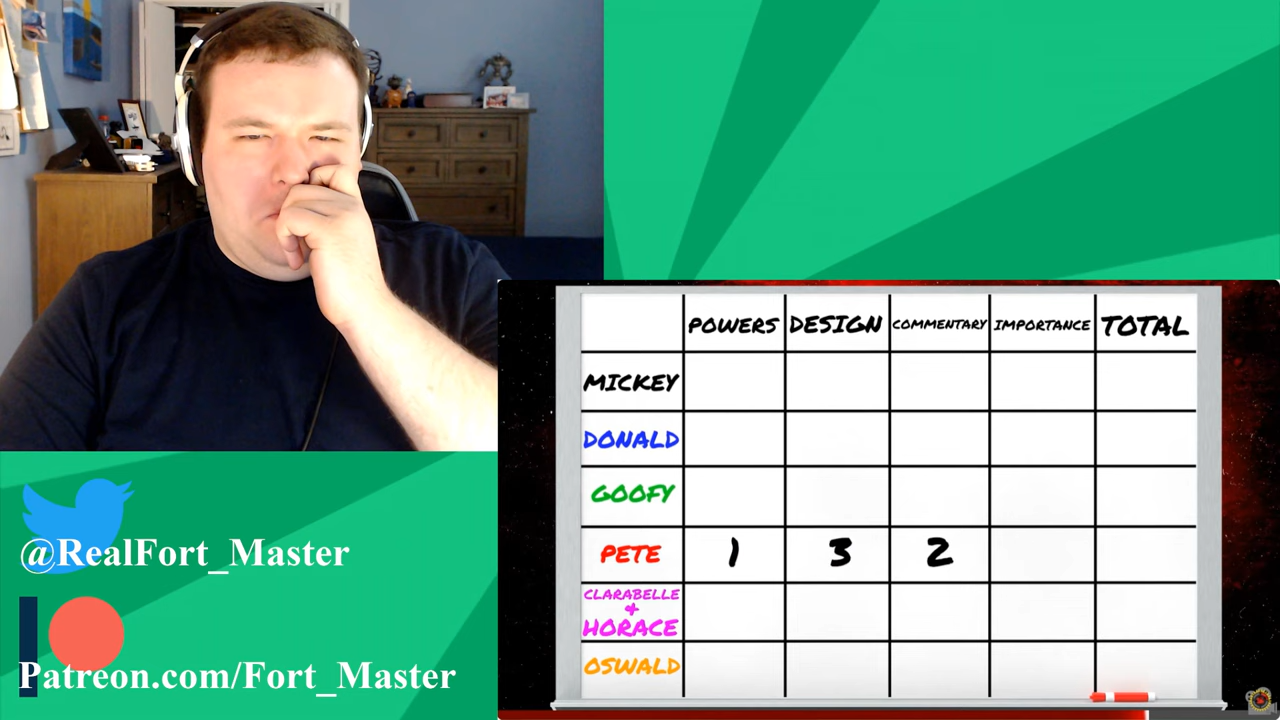 POWERS DESIGN COMMENTARY IMPORTANCE TOTAL
MICKEY
DONALD
GOOFY
PETE 1 3 2
CLARABELLE
&
HORACE
OSWALD
@RealFort_Master
Patreon.com/Fort_Master